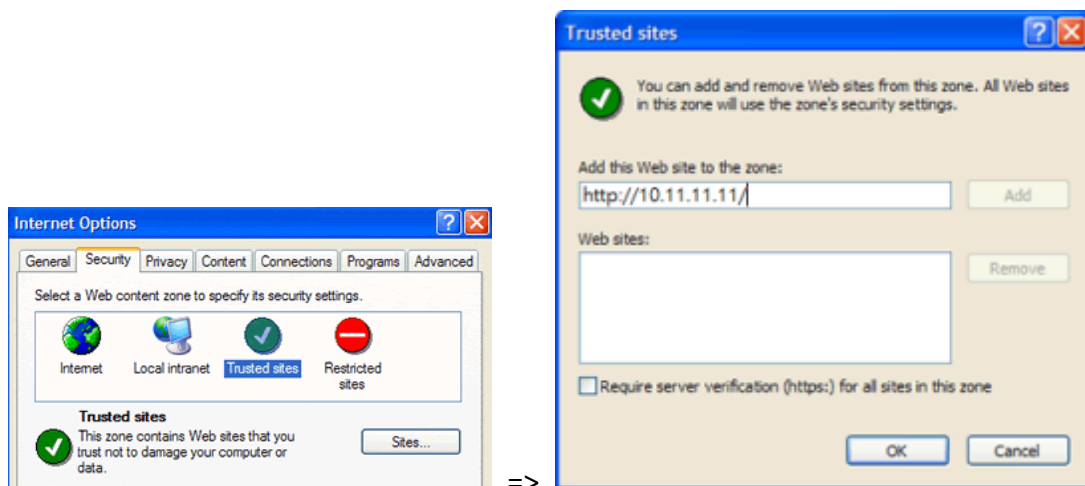 Internet Options
General Security Privacy Content Connections Programs Advanced
Select a Web content zone to specify its security settings.
Internet
Local intranet
Trusted sites
Restricted
sites
Trusted sites
This zone contains Web sites that you
trust not to damage your computer or
data.
Sites...
=>
Trusted sites
You can add and remove Web sites from this zone. All Web sites
in this zone will use the zone's security settings.
Add this Web site to the zone:
http://10.11.11.11/
Add
Web sites:
Remove
Require server verification (https:) for all sites in this zone
OK
Cancel